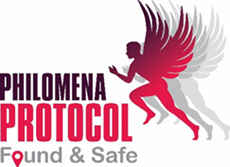 PHILOMENA
PROTOCOL
Found & Safe